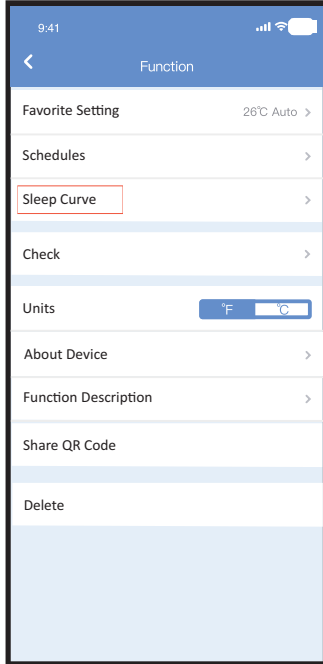 9:41
Function
Favorite Setting 26℃ Auto
Schedules
Sleep Curve
Check
Units °F ℃
About Device
Function Description
Share QR Code
Delete